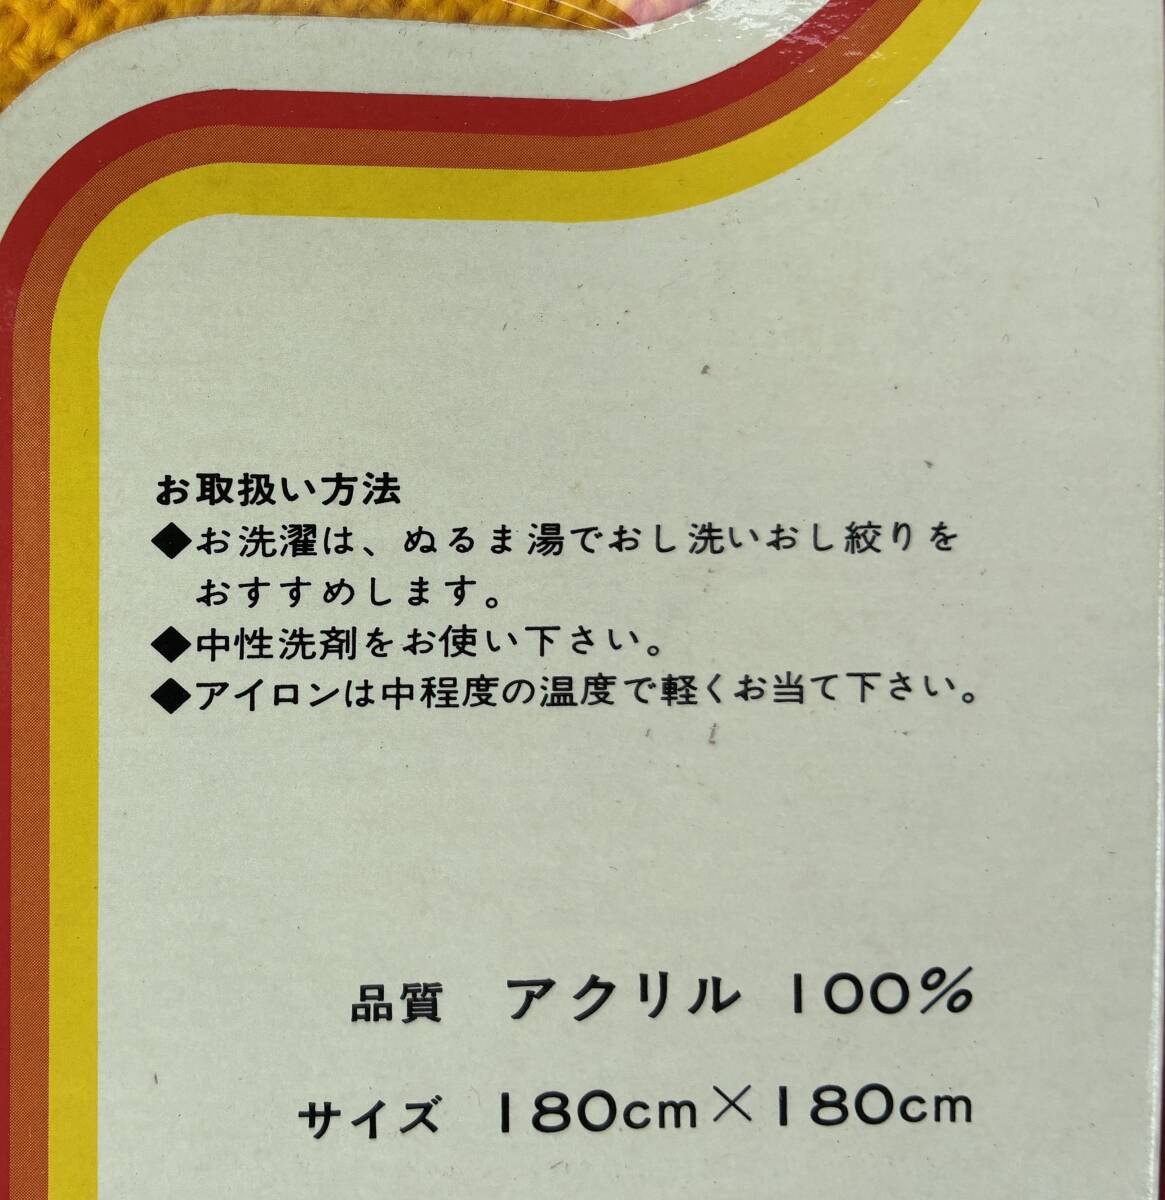 お取扱い方法
◆お洗濯は、ぬるま湯でおし洗いおし絞りを
おすすめします。
◆中性洗剤をお使い下さい。
◆アイロンは中程度の温度で軽くお当て下さい。
品質 アクリル 100%
サイズ 180cm×180cm